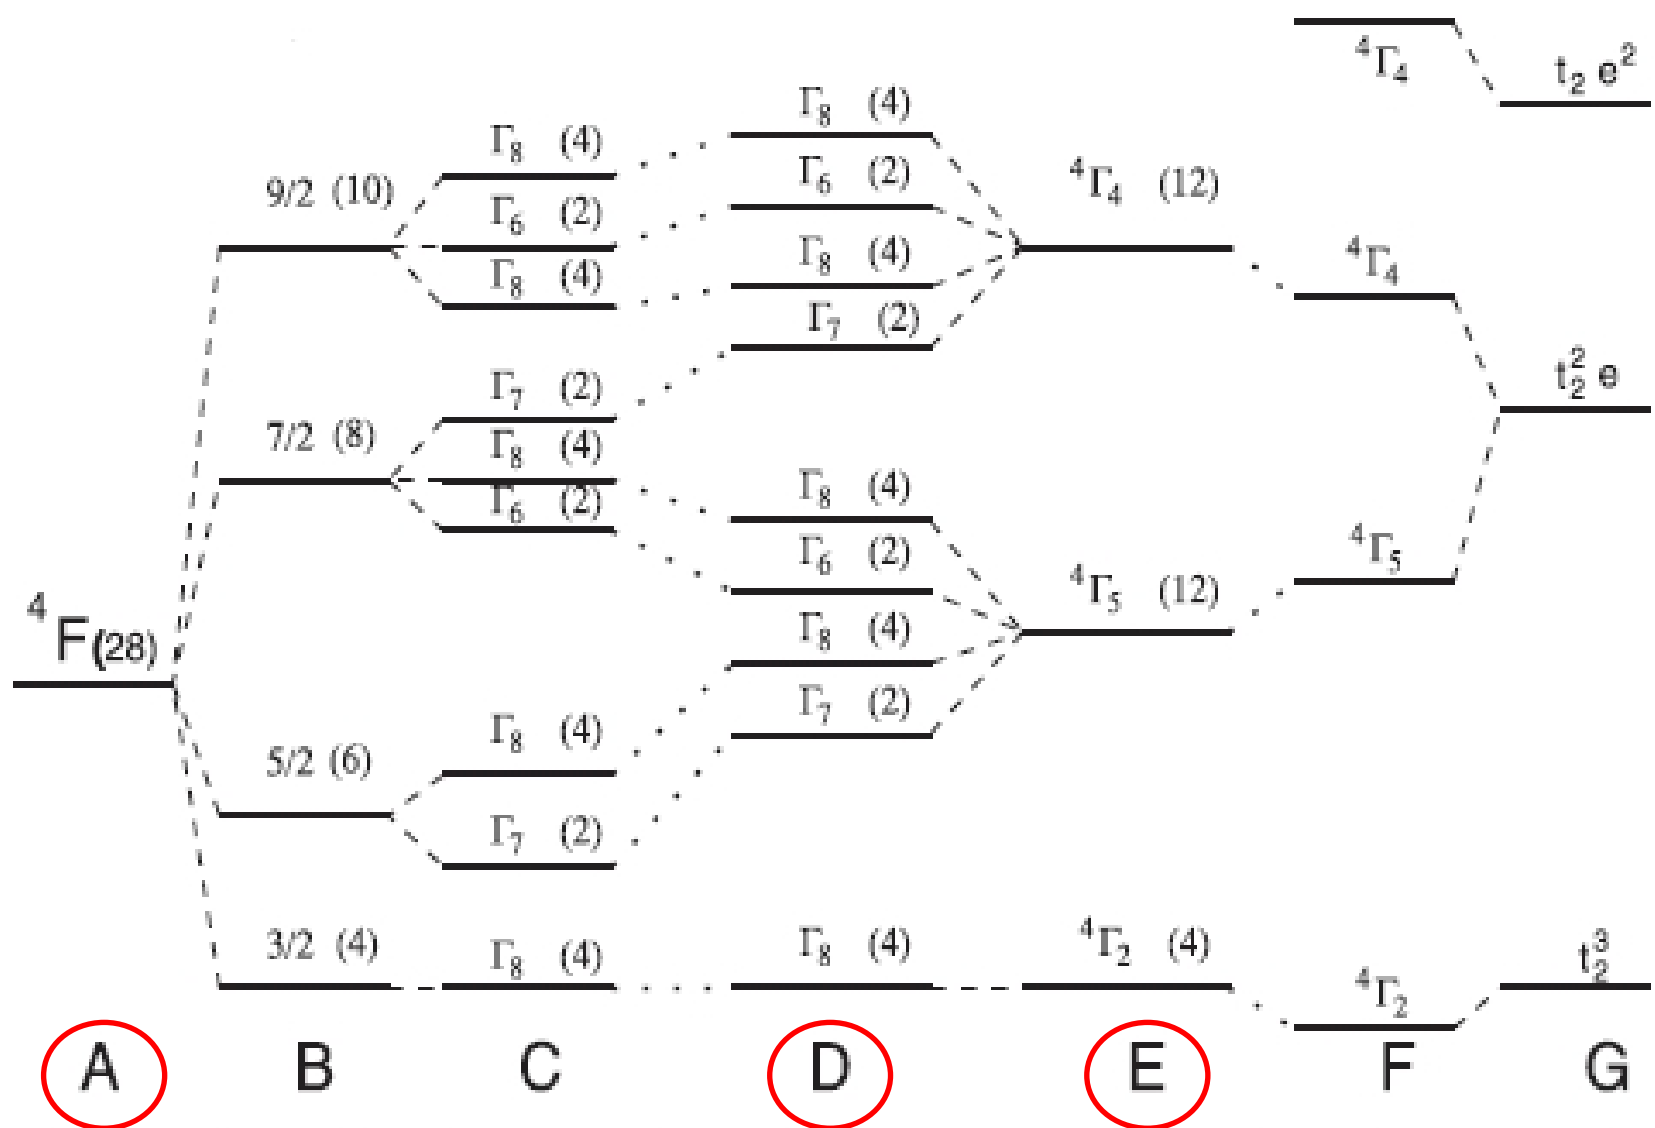 ⁴Γ₄
t₂ e²
Γ₈ (4)
Γ₈ (4)
9/2 (10)
Γ₆ (2)
⁴Γ₄ (12)
Γ₆ (2)
Γ₈ (4)
Γ₈ (4)
⁴Γ₄
Γ₇ (2)
Γ₇ (2)
t₂² e
7/2 (8)
Γ₈ (4)
Γ₆ (2)
Γ₈ (4)
Γ₆ (2)
⁴Γ₅ (12)
⁴Γ₅
⁴F(28)
Γ₈ (4)
Γ₈ (4)
Γ₇ (2)
5/2 (6)
Γ₇ (2)
3/2 (4)
Γ₈ (4)
Γ₈ (4)
⁴Γ₂ (4)
⁴Γ₂
t₂³
A B C D E F G